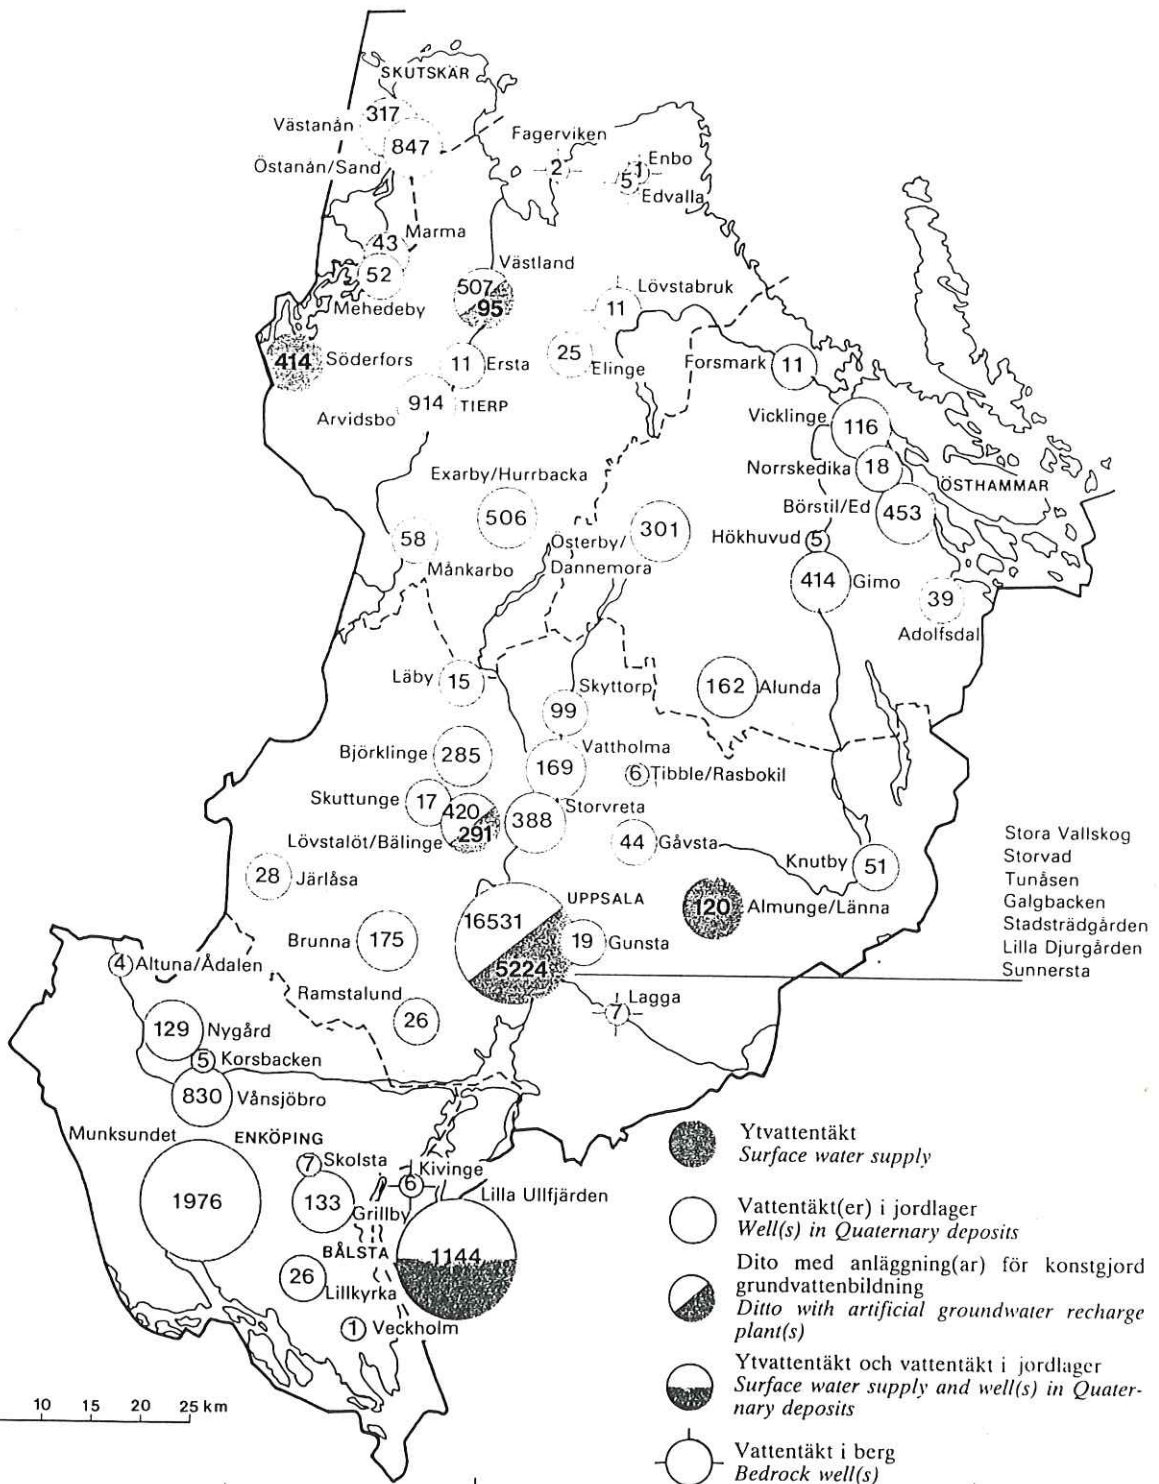 SKUTSKÄR
317
Västanån
847
Östanån/Sand
Fagerviken
2
Enbo
1
5
Edvalla
Marma
43
52
Mehedeby
Västland
507
95
Lövstabruk
11
414
Söderfors
11
Ersta
25
Elinge
Forsmark
11
914
TIERP
Arvidsbo
Vicklinge
116
Norrskedika
18
ÖSTHAMMAR
Börstil/Ed
453
Exarby/Hurrbacka
506
301
Österby/
Dannemora
Hökhuvud
5
58
Månkarbo
414
Gimo
39
Adolfsdal
Läby
15
Skyttorp
99
162
Alunda
Björklinge
285
Vattholma
169
6
Tibble/Rasbokil
Skuttunge
17
420
291
Lövstalöt/Bälinge
Storvreta
388
44
Gåvsta
Knutby
51
28
Järlåsa
Stora Vallskog
Storvad
Tunåsen
Galgbacken
Stadsträdgården
Lilla Djurgården
Sunnersta
UPPSALA
16531
5224
120
Almunge/Länna
Brunna
175
19
Gunsta
4
Altuna/Ådalen
Ramstalund
26
Lagga
7
129
Nygård
5
Korsbacken
830
Vånsjöbro
Munksundet
ENKÖPING
1976
7
Skolsta
133
Grillby
Kivinge
6
Lilla Ullfjärden
BÅLSTA
1144
26
Lillkyrka
1
Veckholm
10 15 20 25 km
Ytvattentäkt
Surface water supply
Vattentäkt(er) i jordlager
Well(s) in Quaternary deposits
Dito med anläggning(ar) för konstgjord
grundvattenbildning
Ditto with artificial groundwater recharge
plant(s)
Ytvattentäkt och vattentäkt i jordlager
Surface water supply and well(s) in Quater-
nary deposits
Vattentäkt i berg
Bedrock well(s)